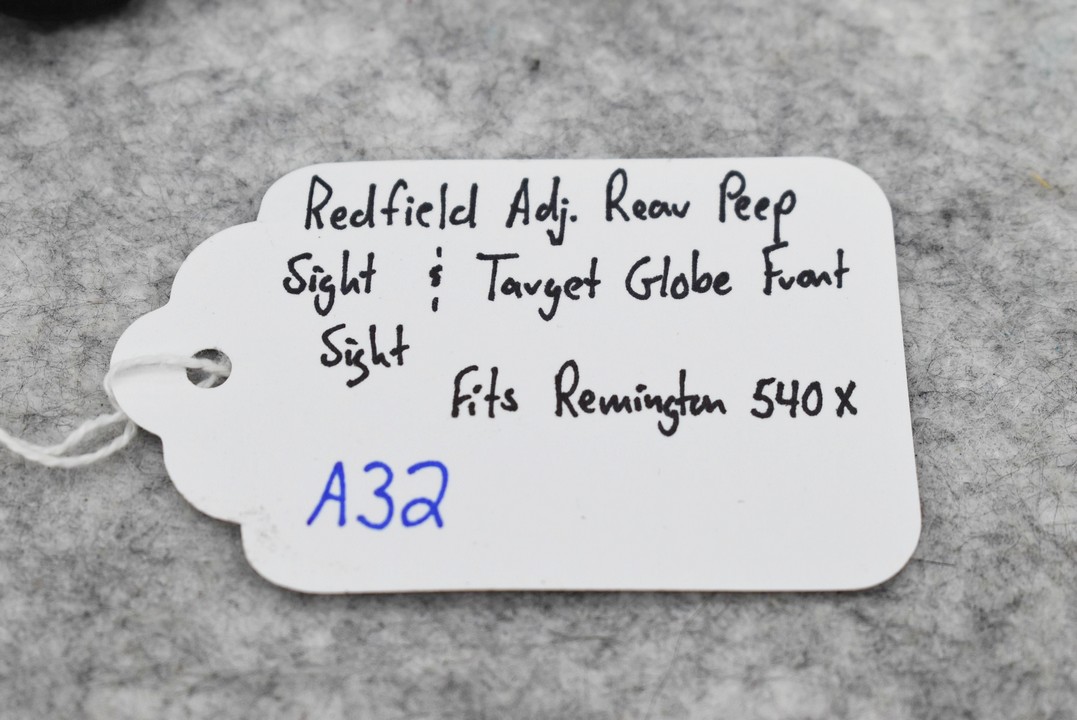 Redfield Adj. Rear Peep
Sight & Target Globe Front
Sight
Fits Remington 540X
A32